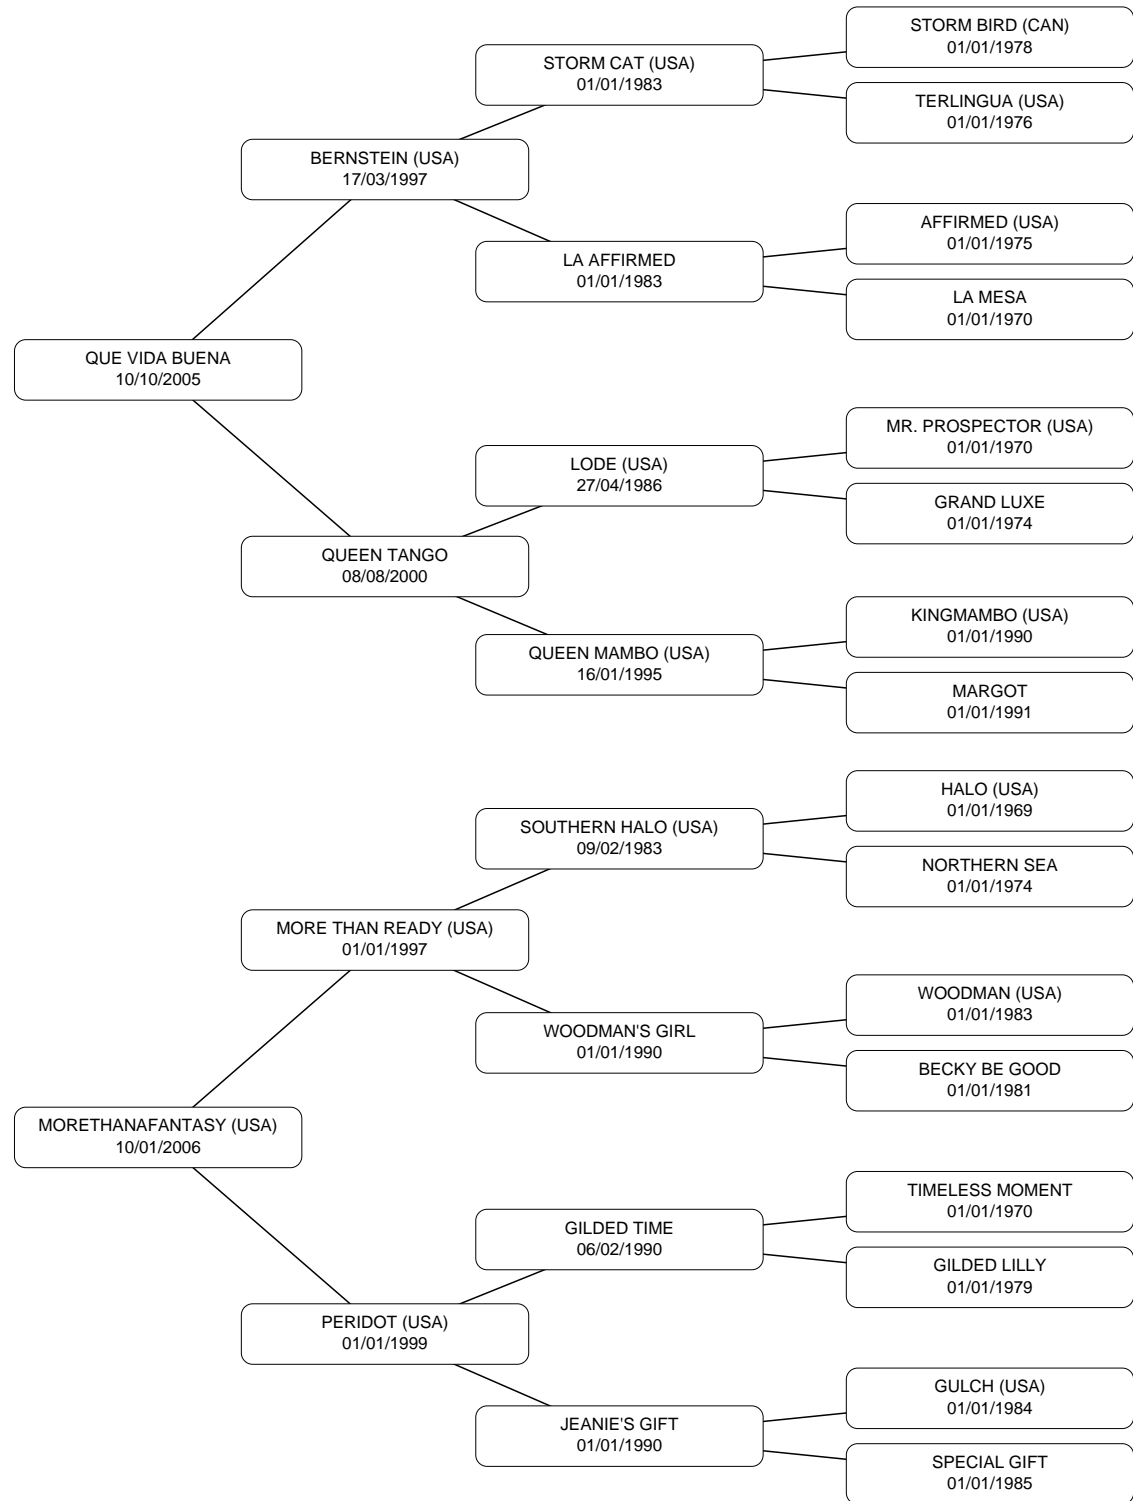 STORM BIRD (CAN)
01/01/1978
STORM CAT (USA)
01/01/1983
TERLINGUA (USA)
01/01/1976
BERNSTEIN (USA)
17/03/1997
AFFIRMED (USA)
01/01/1975
LA AFFIRMED
01/01/1983
LA MESA
01/01/1970
QUE VIDA BUENA
10/10/2005
MR. PROSPECTOR (USA)
01/01/1970
LODE (USA)
27/04/1986
GRAND LUXE
01/01/1974
QUEEN TANGO
08/08/2000
KINGMAMBO (USA)
01/01/1990
QUEEN MAMBO (USA)
16/01/1995
MARGOT
01/01/1991
HALO (USA)
01/01/1969
SOUTHERN HALO (USA)
09/02/1983
NORTHERN SEA
01/01/1974
MORE THAN READY (USA)
01/01/1997
WOODMAN (USA)
01/01/1983
WOODMAN'S GIRL
01/01/1990
BECKY BE GOOD
01/01/1981
MORETHANAFANTASY (USA)
10/01/2006
TIMELESS MOMENT
01/01/1970
GILDED TIME
06/02/1990
GILDED LILLY
01/01/1979
PERIDOT (USA)
01/01/1999
GULCH (USA)
01/01/1984
JEANIE'S GIFT
01/01/1990
SPECIAL GIFT
01/01/1985